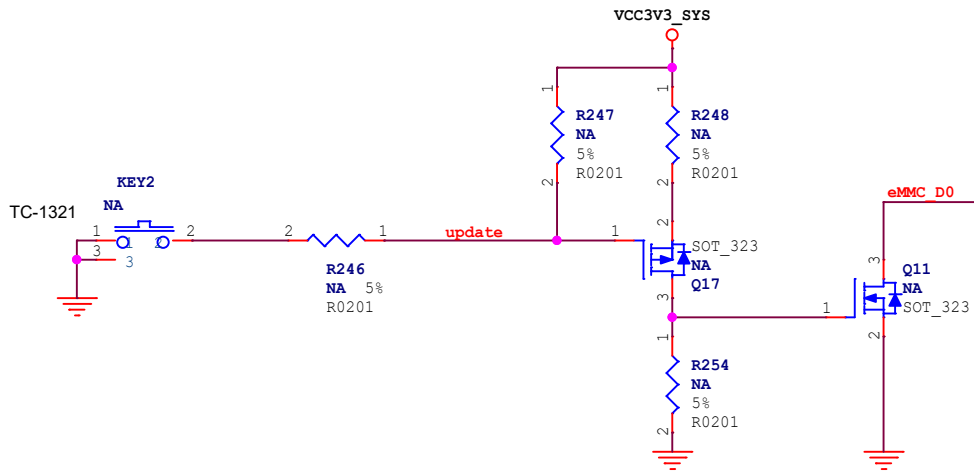 VCC3V3_SYS
1
R247
NA
5%
R0201
2
1
R248
NA
5%
R0201
2
KEY2
NA
TC-1321
1
1
2
2
3
3
2
1
R246
NA 5%
R0201
update
1
2
SOT_323
NA
Q17
3
eMMC_D0
3
Q11
NA
SOT_323
1
2
1
R254
NA
5%
R0201
2